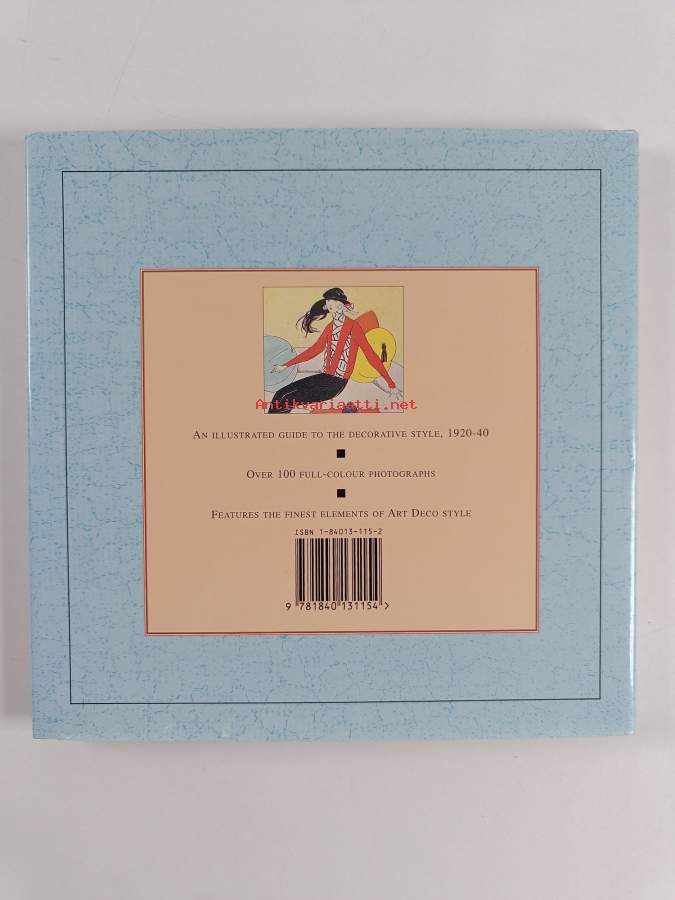 Antikvariaatti.net
AN ILLUSTRATED GUIDE TO THE DECORATIVE STYLE, 1920-40
OVER 100 FULL-COLOUR PHOTOGRAPHS
FEATURES THE FINEST ELEMENTS OF ART DECO STYLE
ISBN 1-84013-115-2
9 781840 131154 >